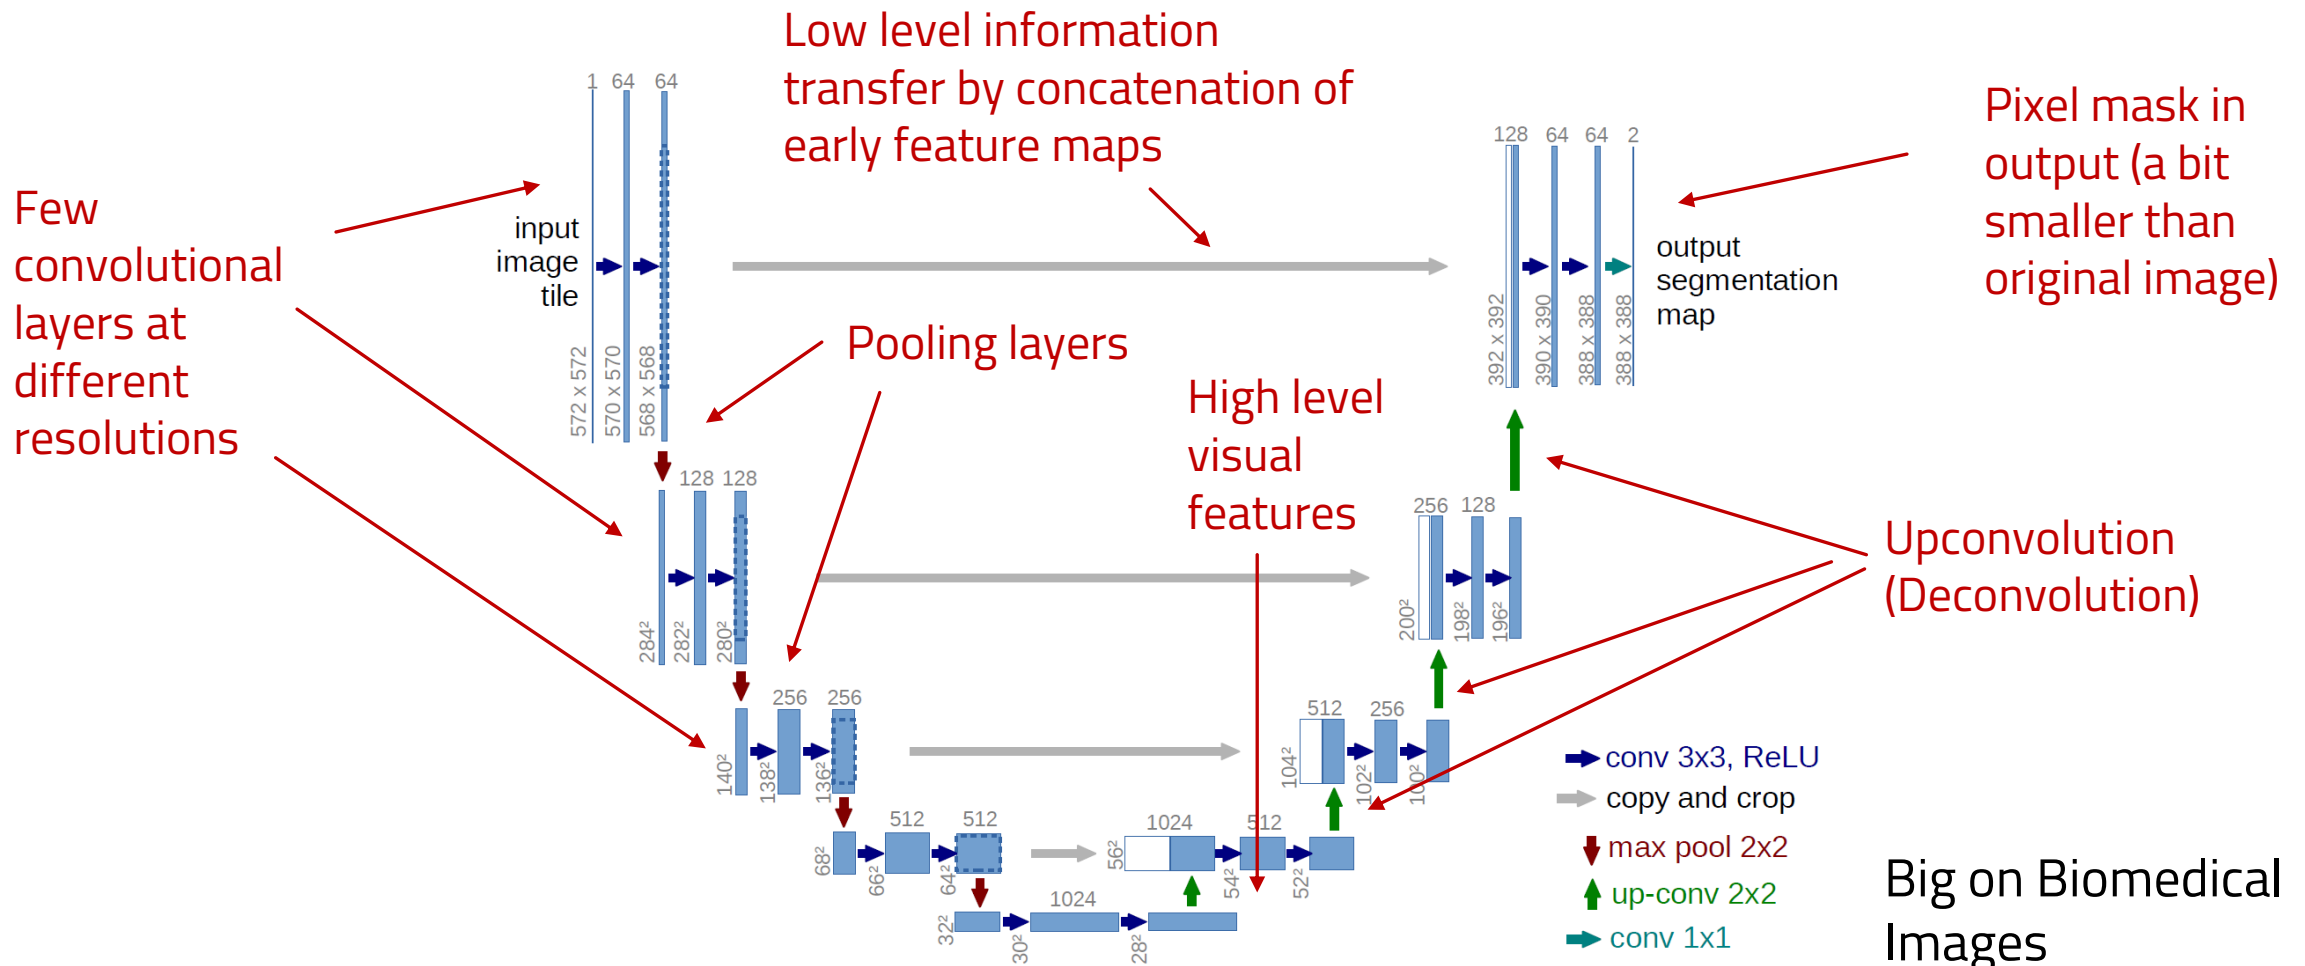 Low level information
transfer by concatenation of
early feature maps
Pixel mask in
output (a bit
smaller than
original image)
Few
convolutional
layers at
different
resolutions
1 64 64
input
image
tile
572 x 572
570 x 570
568 x 568
128 64 64 2
output
segmentation
map
392 x 392
390 x 390
388 x 388
388 x 388
Pooling layers
High level
visual
features
128 128
284²
282²
280²
256 128
200²
198²
196²
Upconvolution
(Deconvolution)
256 256
140²
138²
136²
512 256
104²
102²
100²
512 512
68²
66²
64²
1024 512
56²
54²
52²
1024
32²
30²
28²
conv 3x3, ReLU
copy and crop
max pool 2x2
up-conv 2x2
conv 1x1
Big on Biomedical
Images